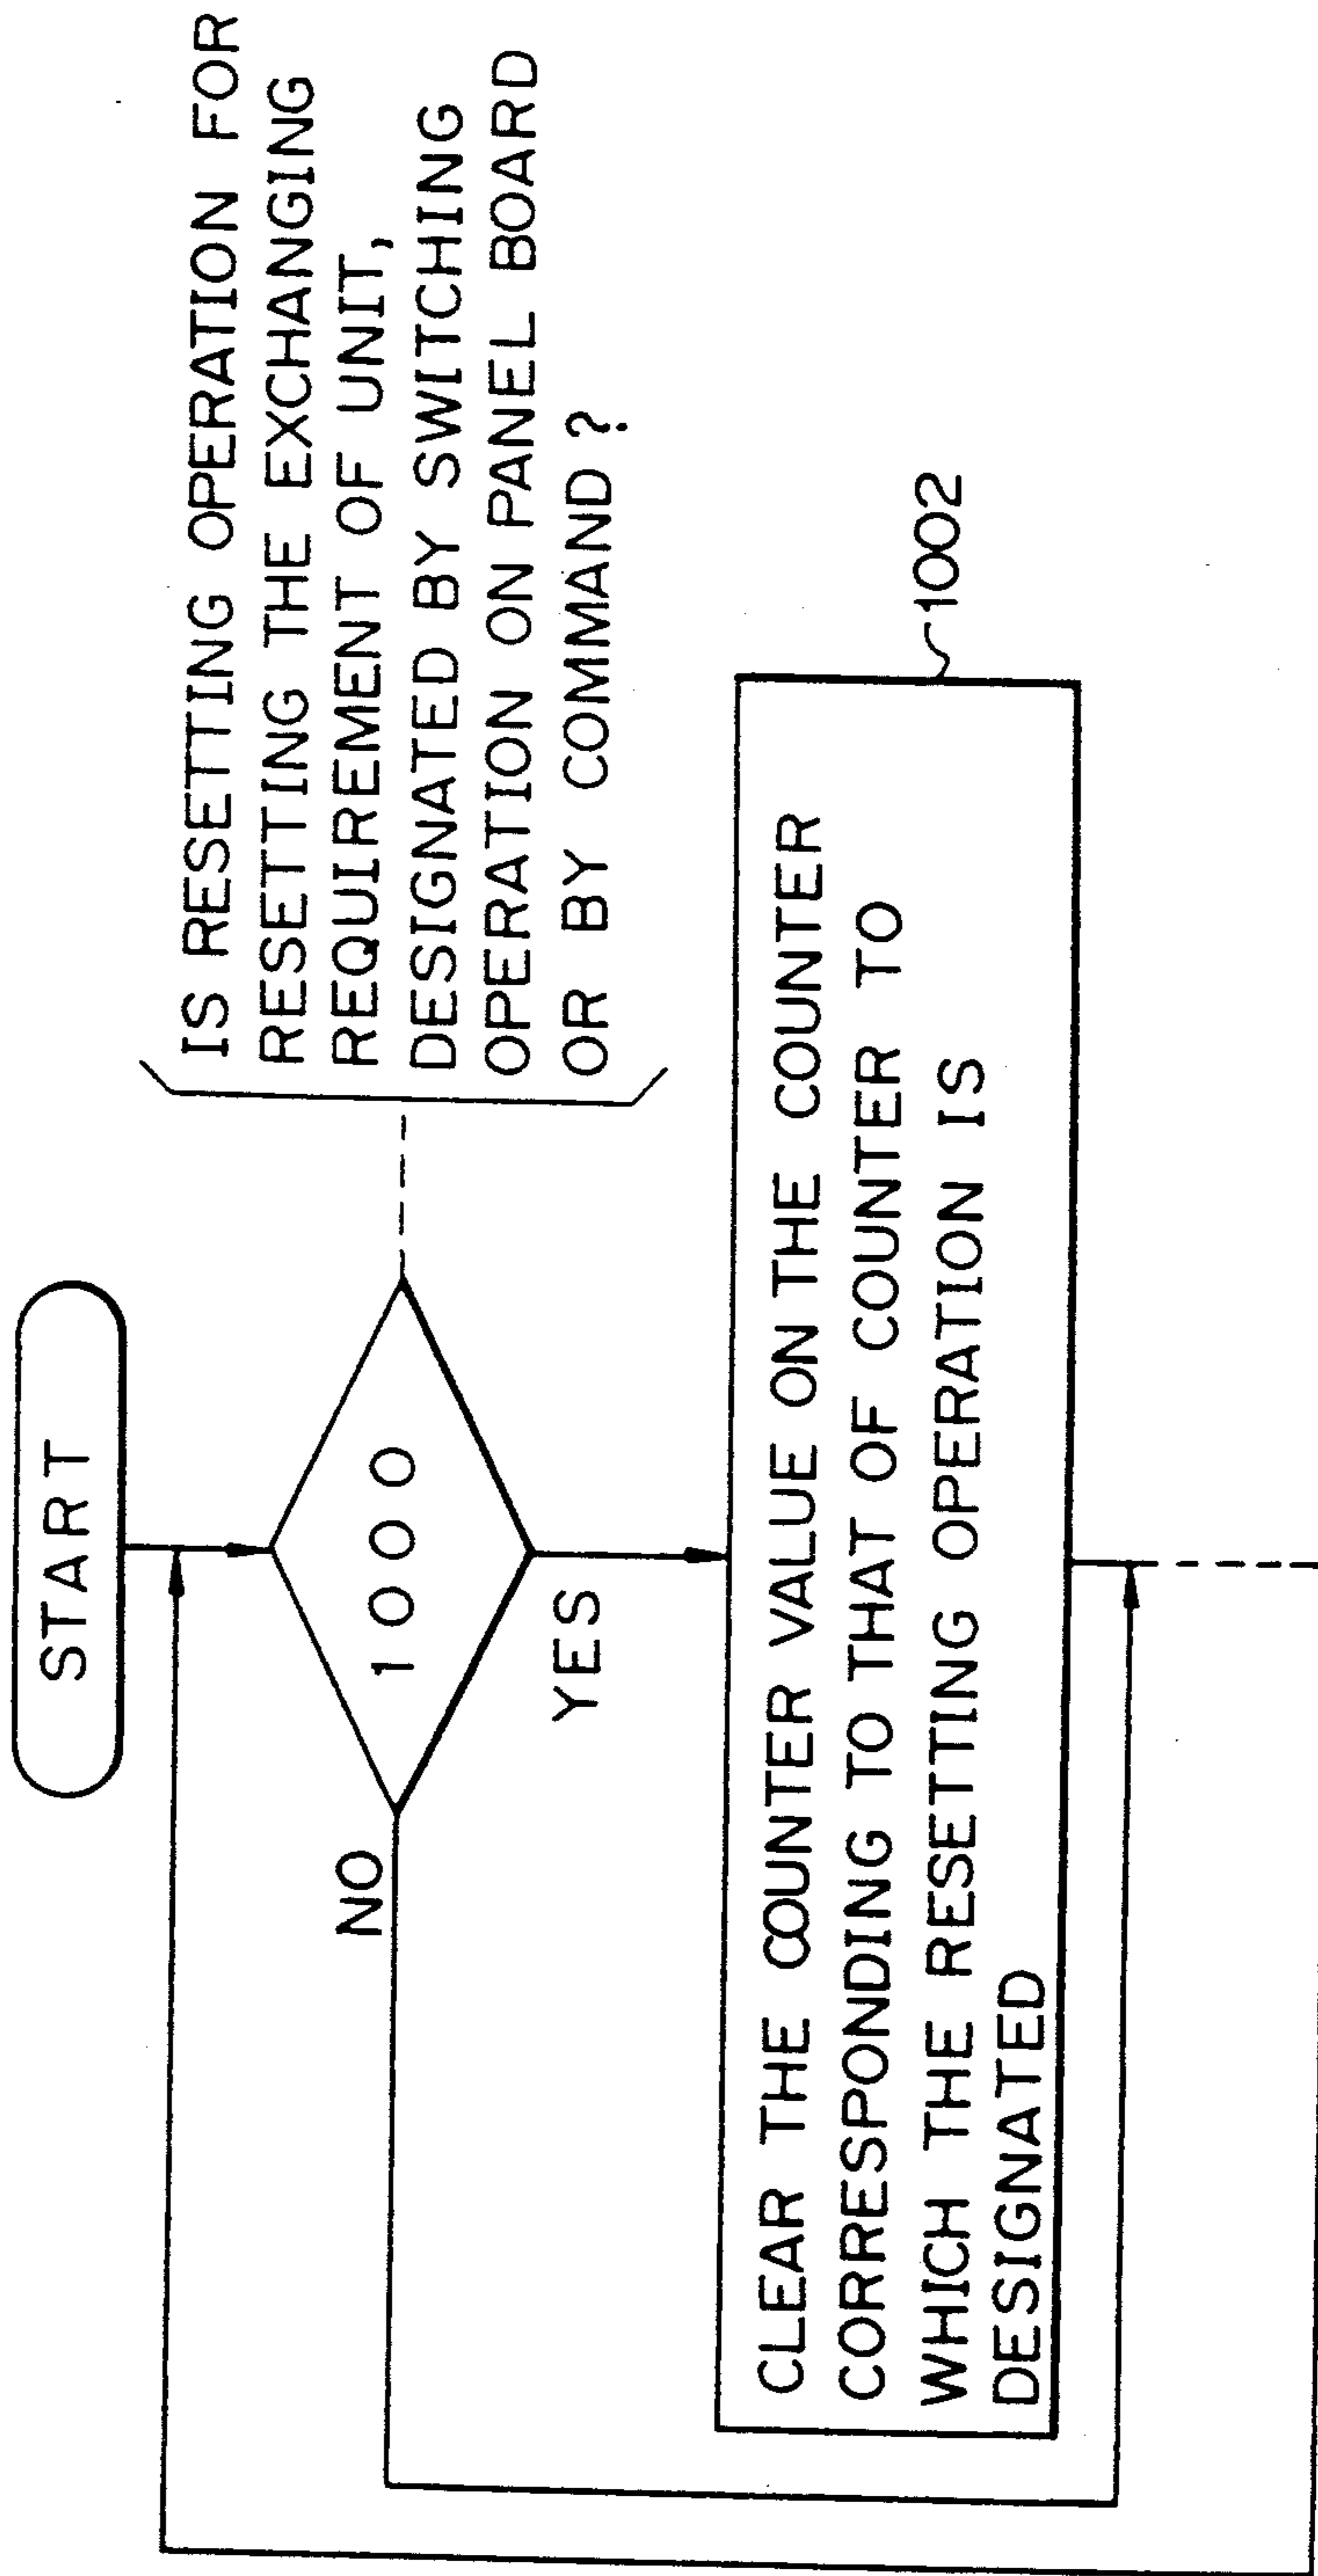 START
1000
IS RESETTING OPERATION FOR
RESETTING THE EXCHANGING
REQUIREMENT OF UNIT,
DESIGNATED BY SWITCHING
OPERATION ON PANEL BOARD
OR BY COMMAND ?
NO
YES
CLEAR THE COUNTER VALUE ON THE COUNTER
CORRESPONDING TO THAT OF COUNTER TO
WHICH THE RESETTING OPERATION IS
DESIGNATED
1002